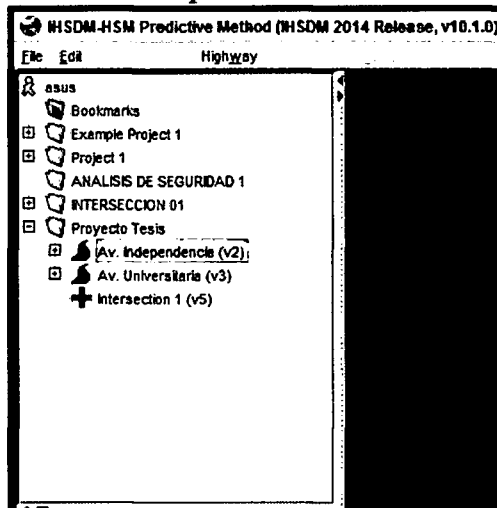 IHSDM-HSM Predictive Method (IHSDM 2014 Release, v10.1.0)
File Edit Highway
asus
Bookmarks
Example Project 1
Project 1
ANALISIS DE SEGURIDAD 1
INTERSECCION 01
Proyecto Tesis
Av. Independencia (v2)
Av. Universitaria (v3)
Intersection 1 (v5)